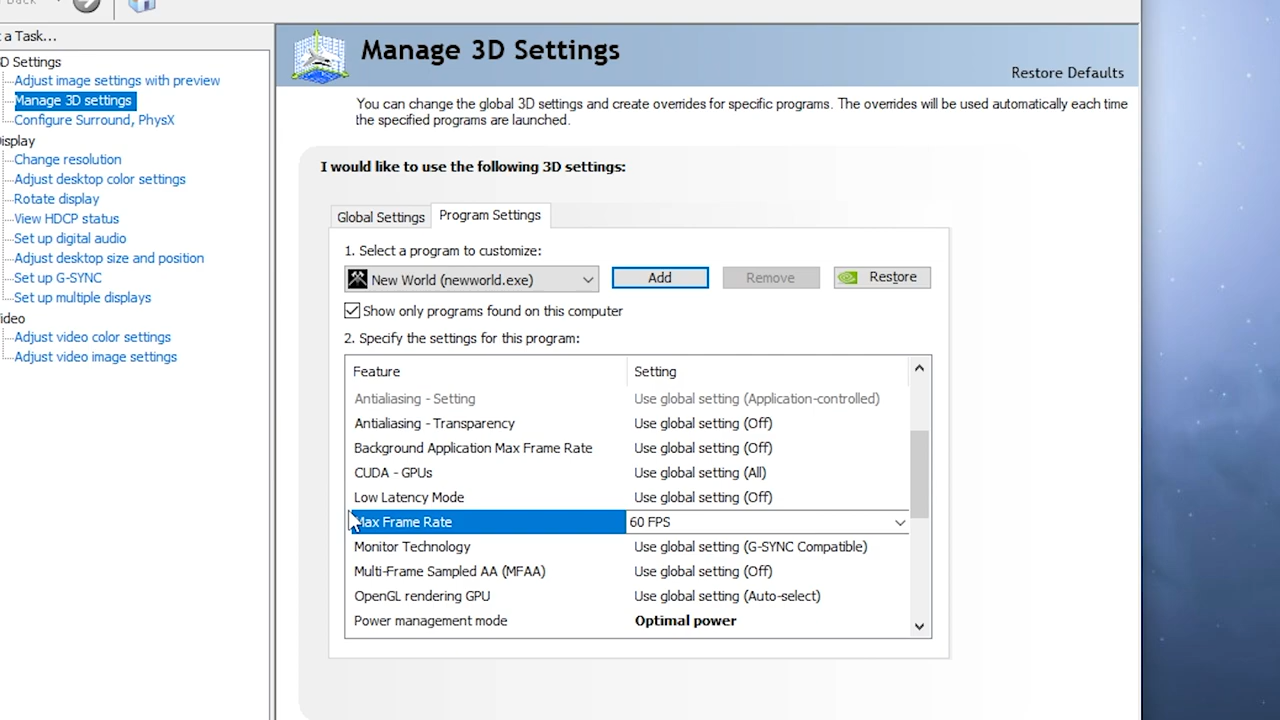 Back
t a Task...
3D Settings
Adjust image settings with preview
Manage 3D settings
Configure Surround, PhysX
Display
Change resolution
Adjust desktop color settings
Rotate display
View HDCP status
Set up digital audio
Adjust desktop size and position
Set up G-SYNC
Set up multiple displays
ideo
Adjust video color settings
Adjust video image settings
Manage 3D Settings
Restore Defaults
You can change the global 3D settings and create overrides for specific programs. The overrides will be used automatically each time
the specified programs are launched.
I would like to use the following 3D settings:
Global Settings Program Settings
1. Select a program to customize:
New World (newworld.exe) Add Remove Restore
Show only programs found on this computer
2. Specify the settings for this program:
Feature Setting
Antialiasing - Setting Use global setting (Application-controlled)
Antialiasing - Transparency Use global setting (Off)
Background Application Max Frame Rate Use global setting (Off)
CUDA - GPUs Use global setting (All)
Low Latency Mode Use global setting (Off)
Max Frame Rate 60 FPS
Monitor Technology Use global setting (G-SYNC Compatible)
Multi-Frame Sampled AA (MFAA) Use global setting (Off)
OpenGL rendering GPU Use global setting (Auto-select)
Power management mode Optimal power